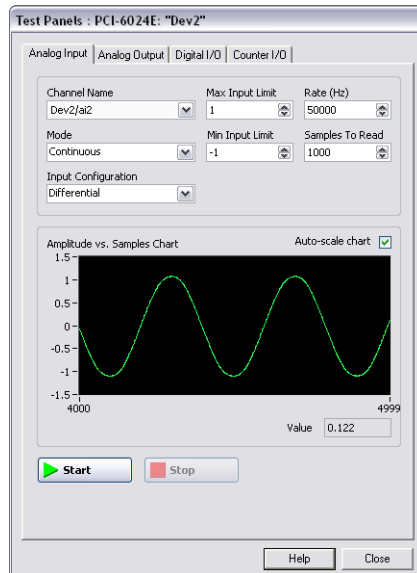 Test Panels : PCI-6024E: "Dev2"
Analog Input Analog Output Digital I/O Counter I/O
Channel Name Max Input Limit Rate (Hz)
Dev2/ai2 1 50000
Mode Min Input Limit Samples To Read
Continuous -1 1000
Input Configuration
Differential
Amplitude vs. Samples Chart Auto-scale chart
1.5
1
0.5
0
-0.5
-1
-1.5
4000 4999
Value 0.122
Start Stop
Help Close